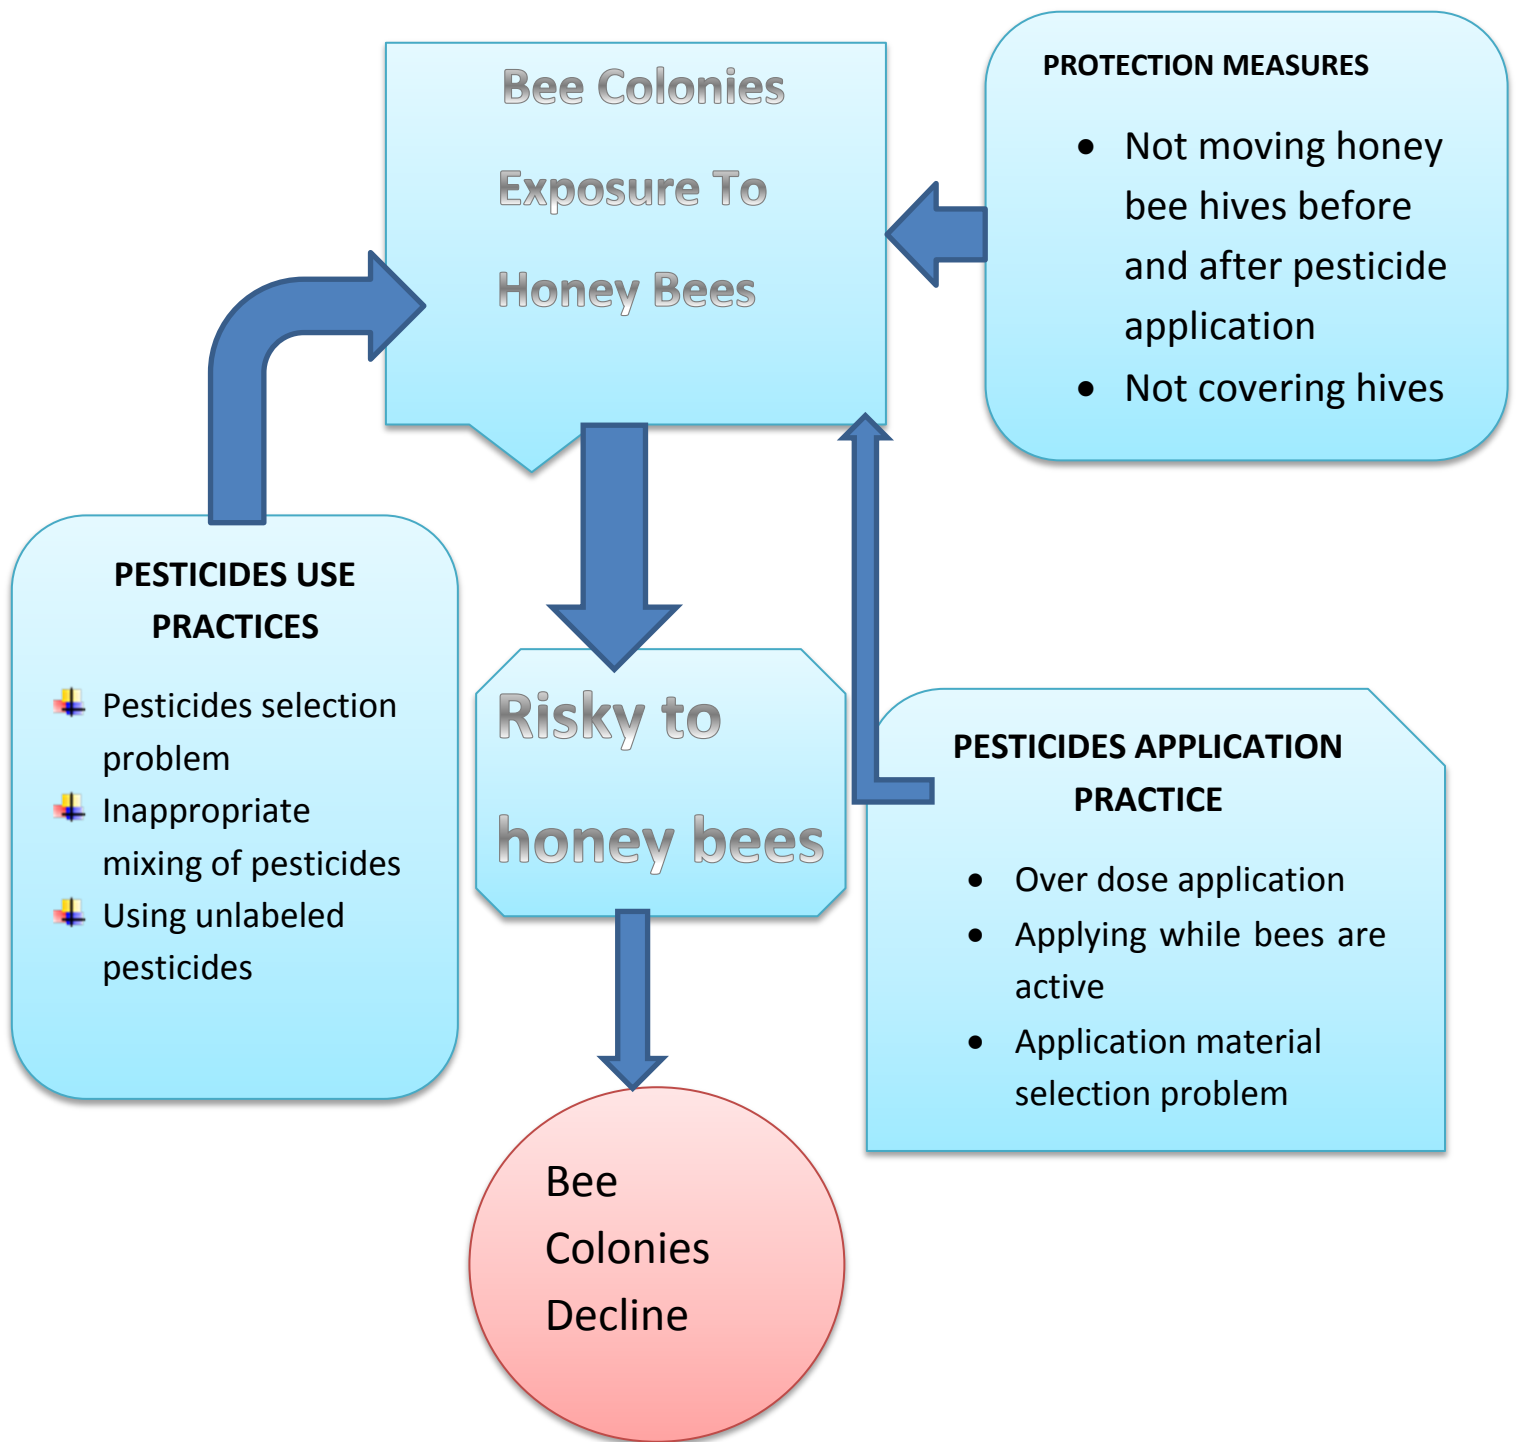 Bee Colonies
Exposure To
Honey Bees
PROTECTION MEASURES
• Not moving honey
bee hives before
and after pesticide
application
• Not covering hives
PESTICIDES USE
PRACTICES
Pesticides selection
problem
Inappropriate
mixing of pesticides
Using unlabeled
pesticides
Risky to
honey bees
PESTICIDES APPLICATION
PRACTICE
• Over dose application
• Applying while bees are
active
• Application material
selection problem
Bee
Colonies
Decline